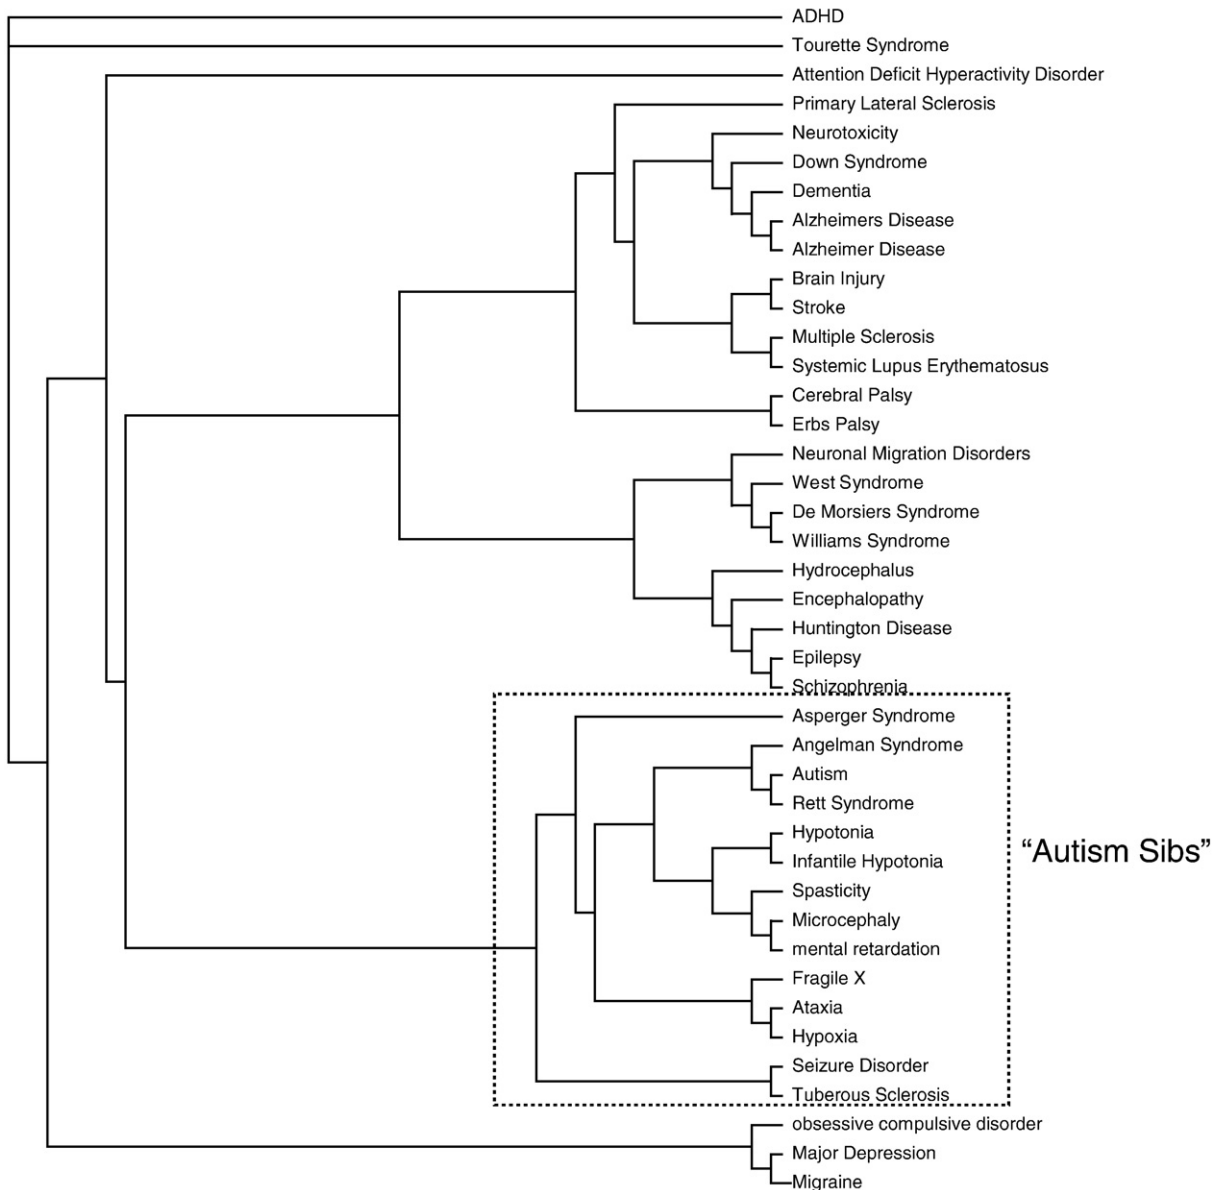 ADHD
Tourette Syndrome
Attention Deficit Hyperactivity Disorder
Primary Lateral Sclerosis
Neurotoxicity
Down Syndrome
Dementia
Alzheimers Disease
Alzheimer Disease
Brain Injury
Stroke
Multiple Sclerosis
Systemic Lupus Erythematosus
Cerebral Palsy
Erbs Palsy
Neuronal Migration Disorders
West Syndrome
De Morsiers Syndrome
Williams Syndrome
Hydrocephalus
Encephalopathy
Huntington Disease
Epilepsy
Schizophrenia
Asperger Syndrome
Angelman Syndrome
Autism
Rett Syndrome
Hypotonia
Infantile Hypotonia
“Autism Sibs”
Spasticity
Microcephaly
mental retardation
Fragile X
Ataxia
Hypoxia
Seizure Disorder
Tuberous Sclerosis
obsessive compulsive disorder
Major Depression
Migraine